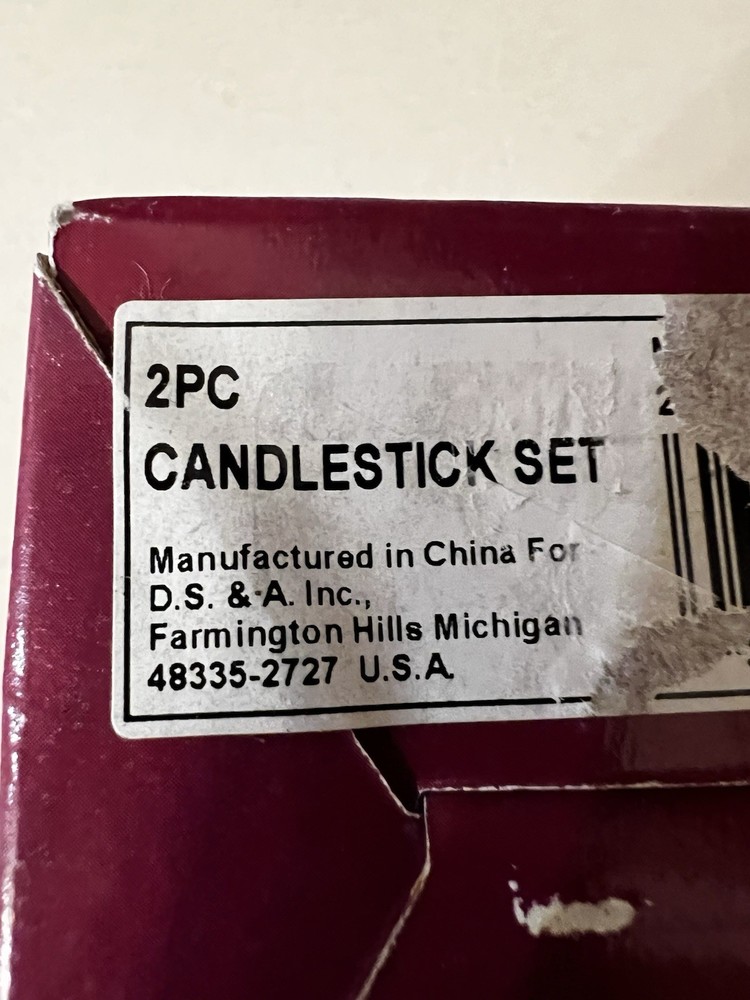 2PC
CANDLESTICK SET
Manufactured in China For
D.S. & A. Inc.,
Farmington Hills Michigan
48335-2727 U.S.A.